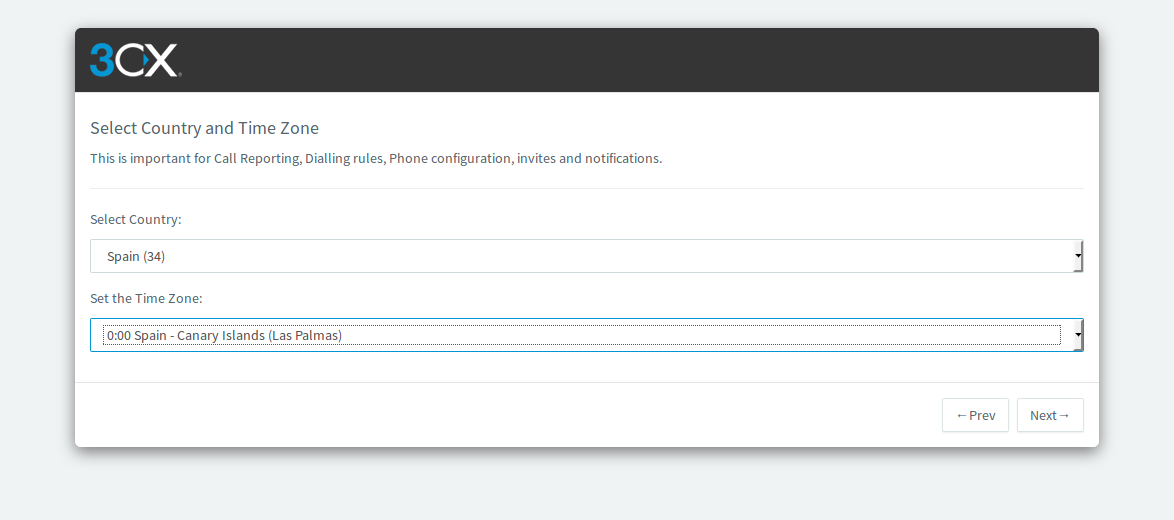 3CX®
Select Country and Time Zone
This is important for Call Reporting, Dialling rules, Phone configuration, invites and notifications.
Select Country:
Spain (34)
Set the Time Zone:
0:00 Spain - Canary Islands (Las Palmas)
←Prev Next→